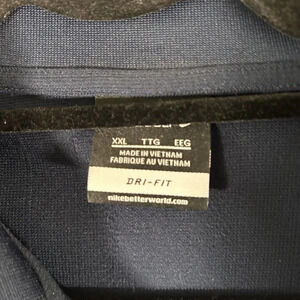 XXL TTG EEG
MADE IN VIETNAM
FABRIQUE AU VIETNAM
DRI-FIT
nikebetterworld.com